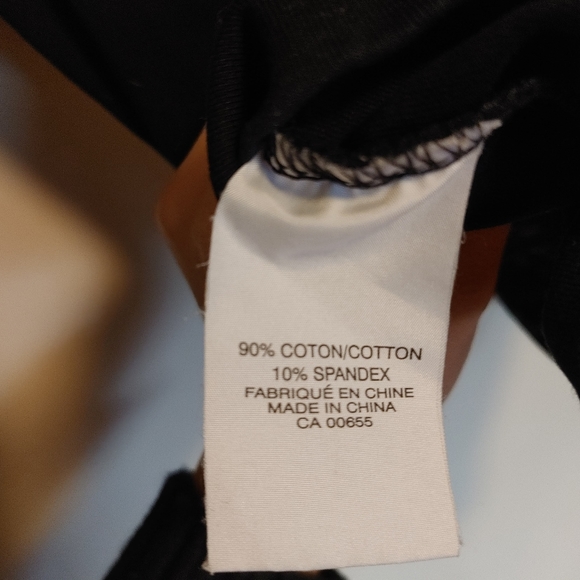 90% COTON/COTTON
10% SPANDEX
FABRIQUÉ EN CHINE
MADE IN CHINA
CA 00655